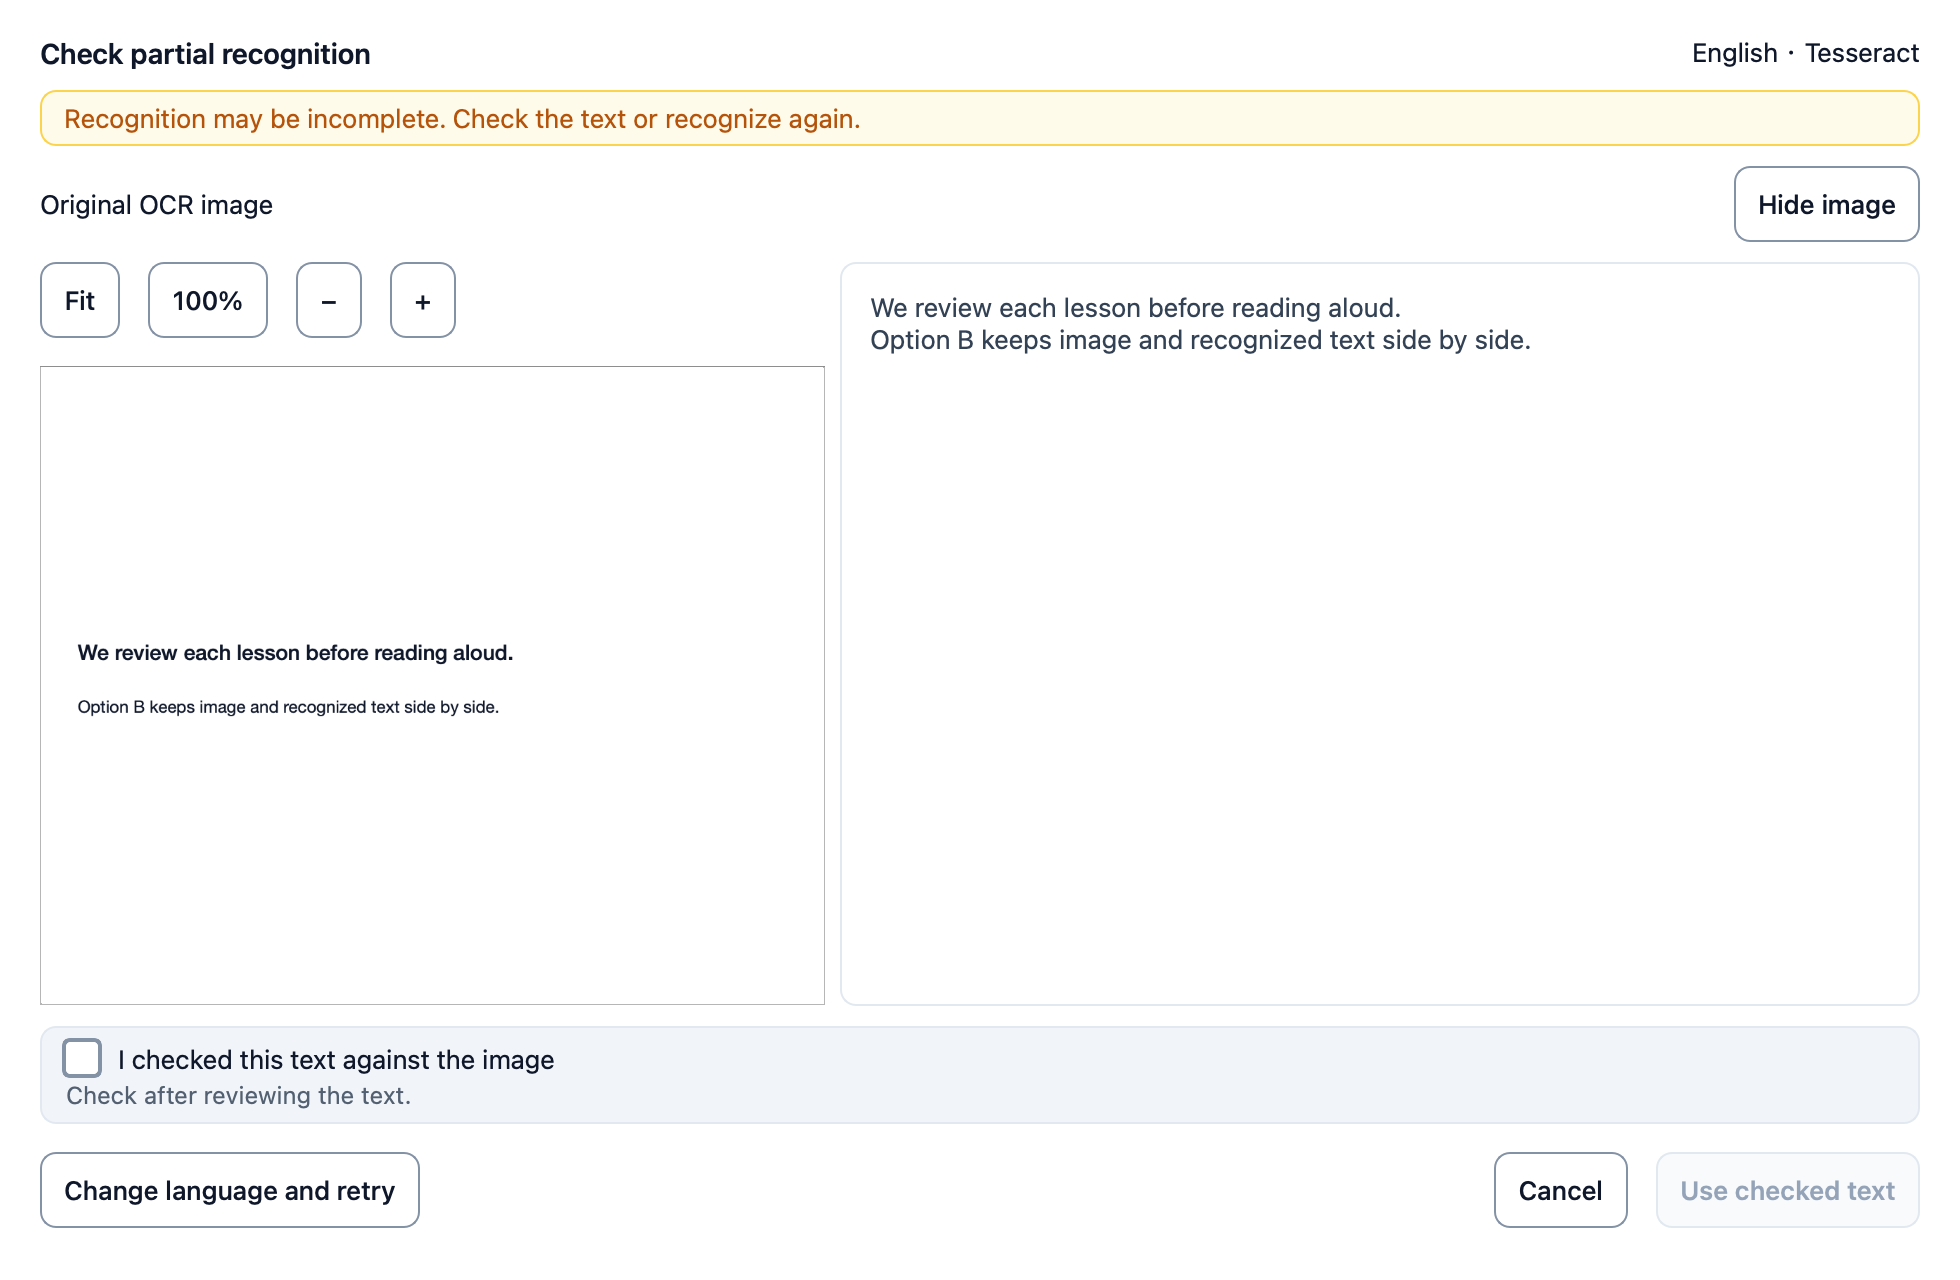 Check partial recognition
English · Tesseract
Recognition may be incomplete. Check the text or recognize again.
Original OCR image
Hide image
Fit
100%
–
+
We review each lesson before reading aloud.
Option B keeps image and recognized text side by side.
We review each lesson before reading aloud.
Option B keeps image and recognized text side by side.
I checked this text against the image
Check after reviewing the text.
Change language and retry
Cancel
Use checked text